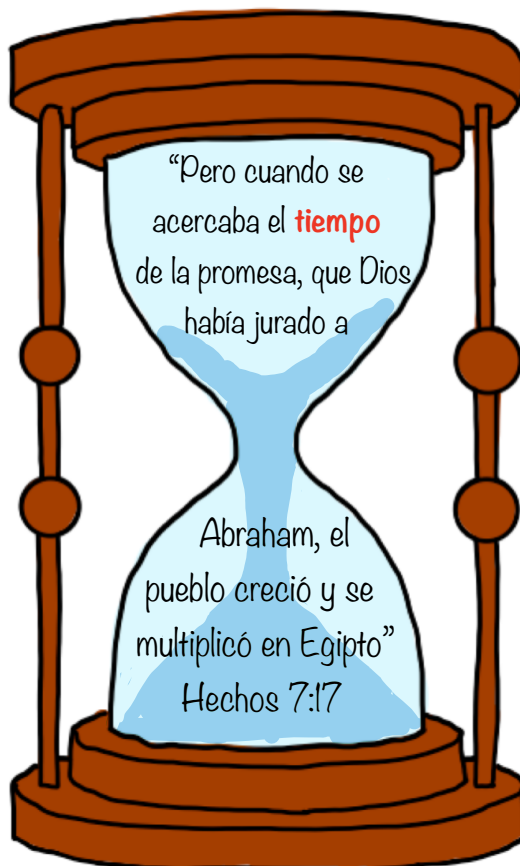 “Pero cuando se
acercaba el tiempo
de la promesa, que Dios
había jurado a
Abraham, el
pueblo creció y se
multiplicó en Egipto”
Hechos 7:17